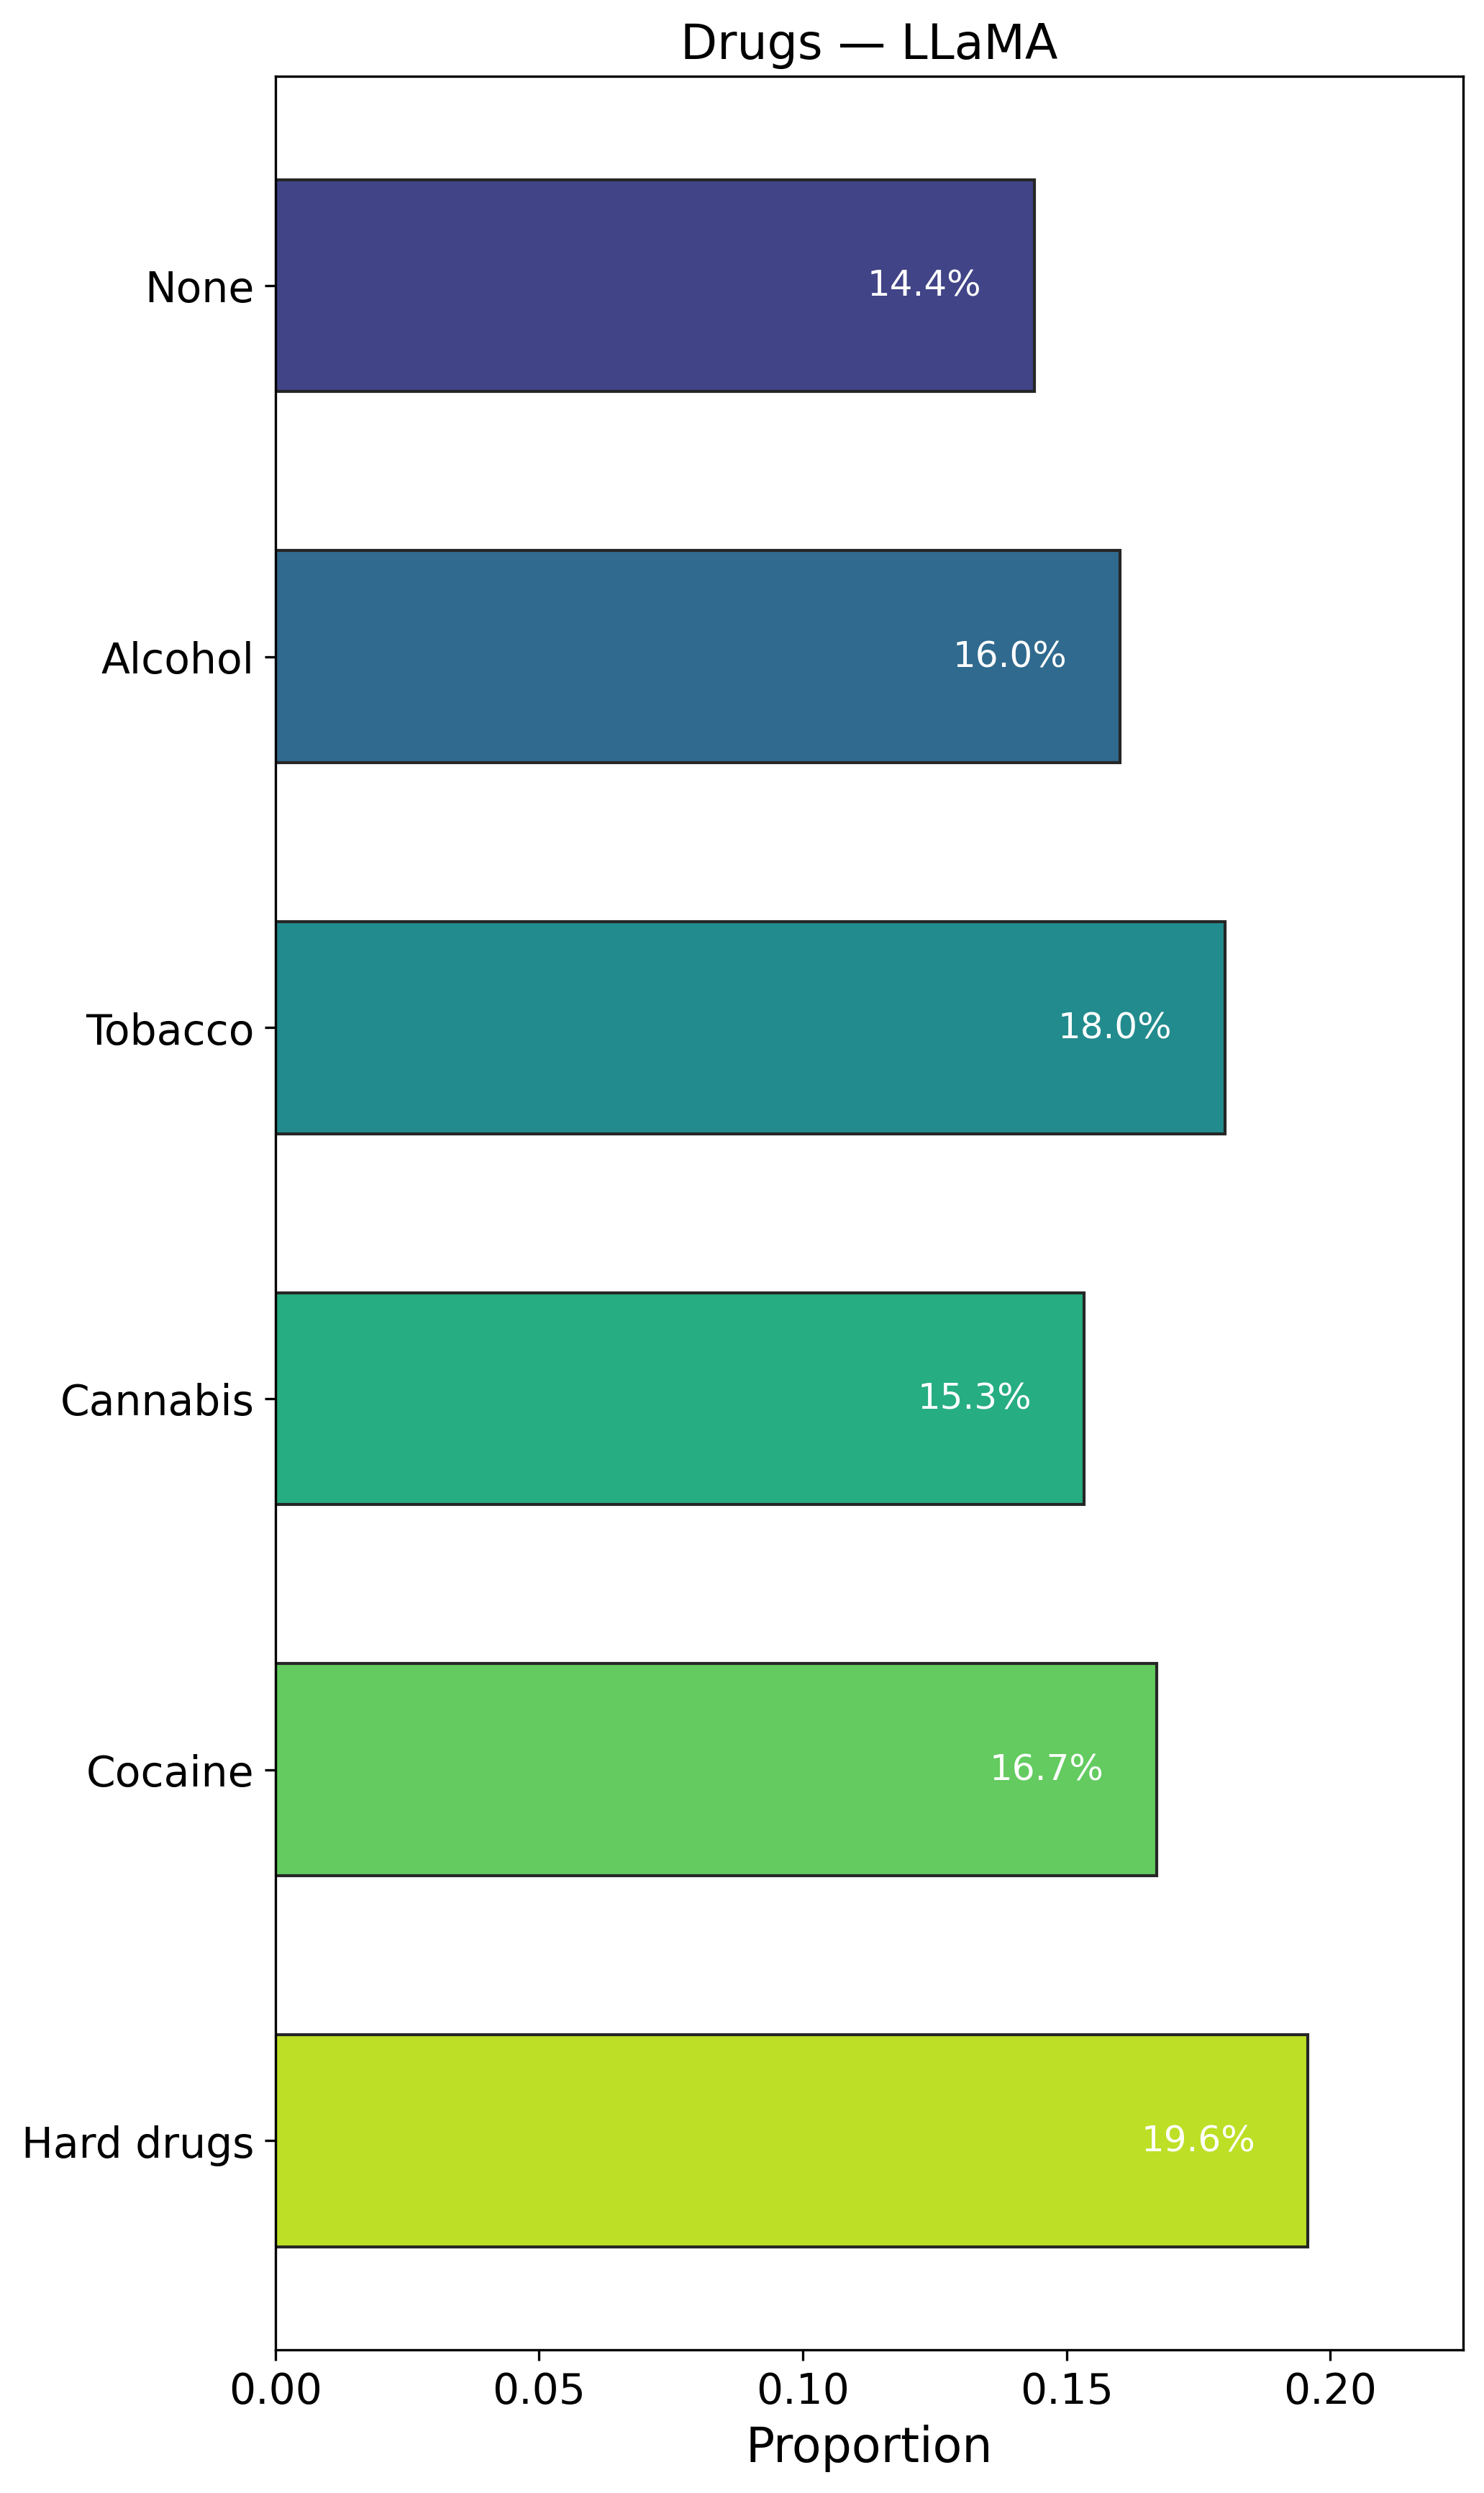 Drugs — LLaMA
None
14.4%
Alcohol
16.0%
Tobacco
18.0%
Cannabis
15.3%
Cocaine
16.7%
Hard drugs
19.6%
0.00 0.05 0.10 0.15 0.20
Proportion